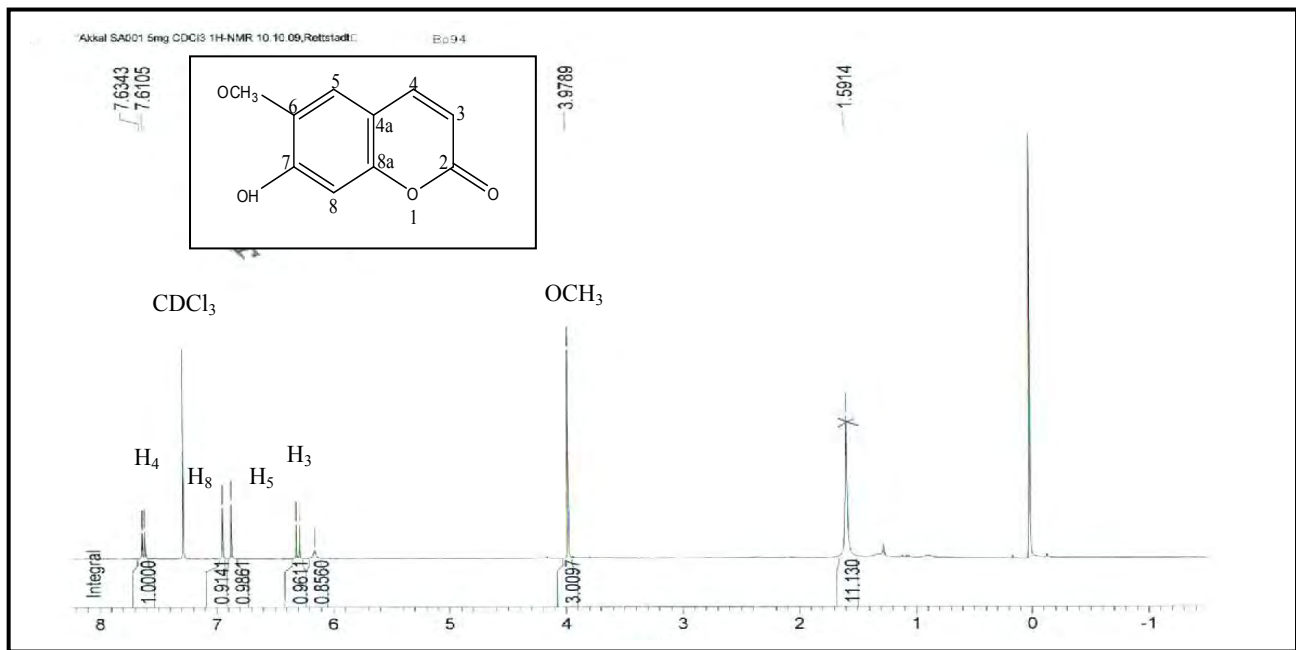 Akkal SA001 5mg CDCl3 1H-NMR 10.10.09,Rettstadt
Bp94
7.6343
7.6105
3.9789
1.5914
OCH3
5
4
6
4a
3
7
8a
2
OH
8
O
O
1
CDCl3
OCH3
H4
H8
H5
H3
Integral
1.0000
0.9141
0.9861
0.9611
0.8560
3.0097
11.130
8 7 6 5 4 3 2 1 0 -1